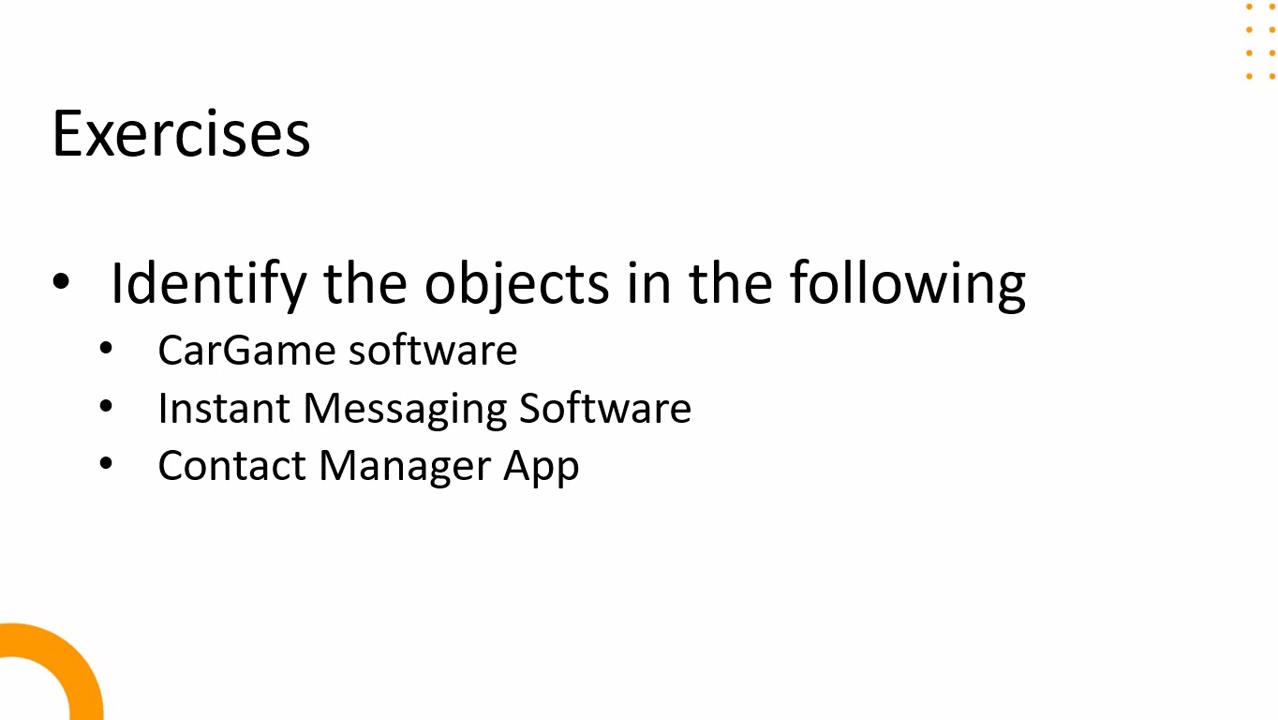 Exercises
• Identify the objects in the following
• CarGame software
• Instant Messaging Software
• Contact Manager App